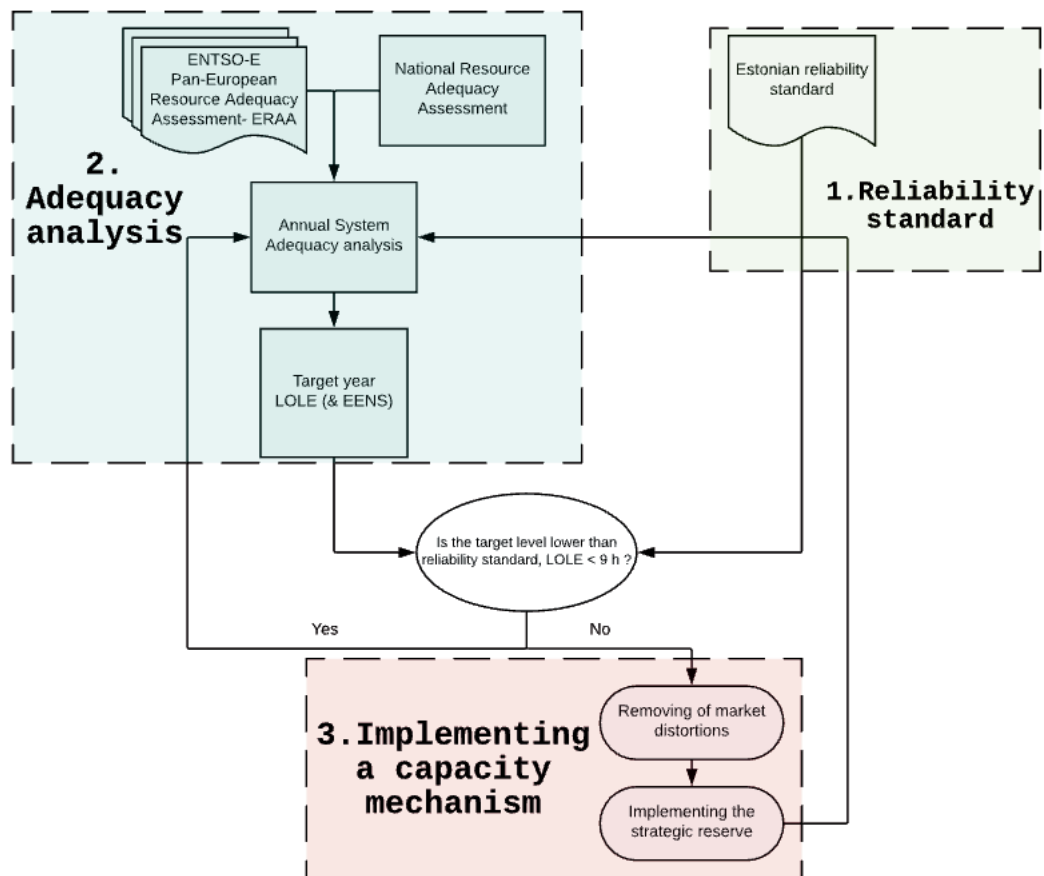 ENTSO-E
Pan-European
Resource Adequacy
Assessment- ERAA
National Resource
Adequacy
Assessment
Estonian reliability
standard
2.
Adequacy
analysis
1.Reliability
standard
Annual System
Adequacy analysis
Target year
LOLE (& EENS)
Is the target level lower than
reliability standard, LOLE < 9 h ?
Yes
No
3.Implementing
a capacity
mechanism
Removing of market
distortions
Implementing the
strategic reserve